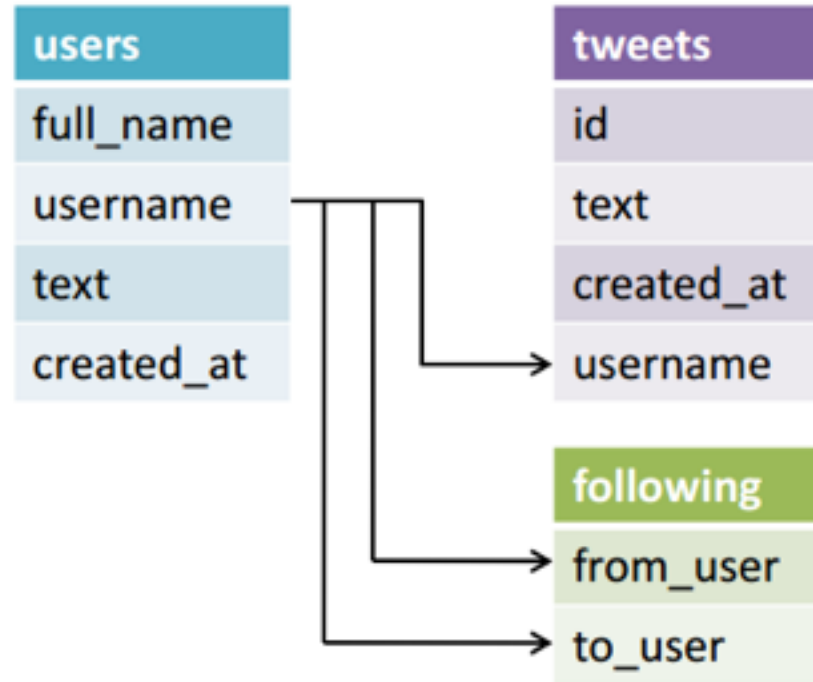 users
full_name
username
text
created_at
tweets
id
text
created_at
username
following
from_user
to_user